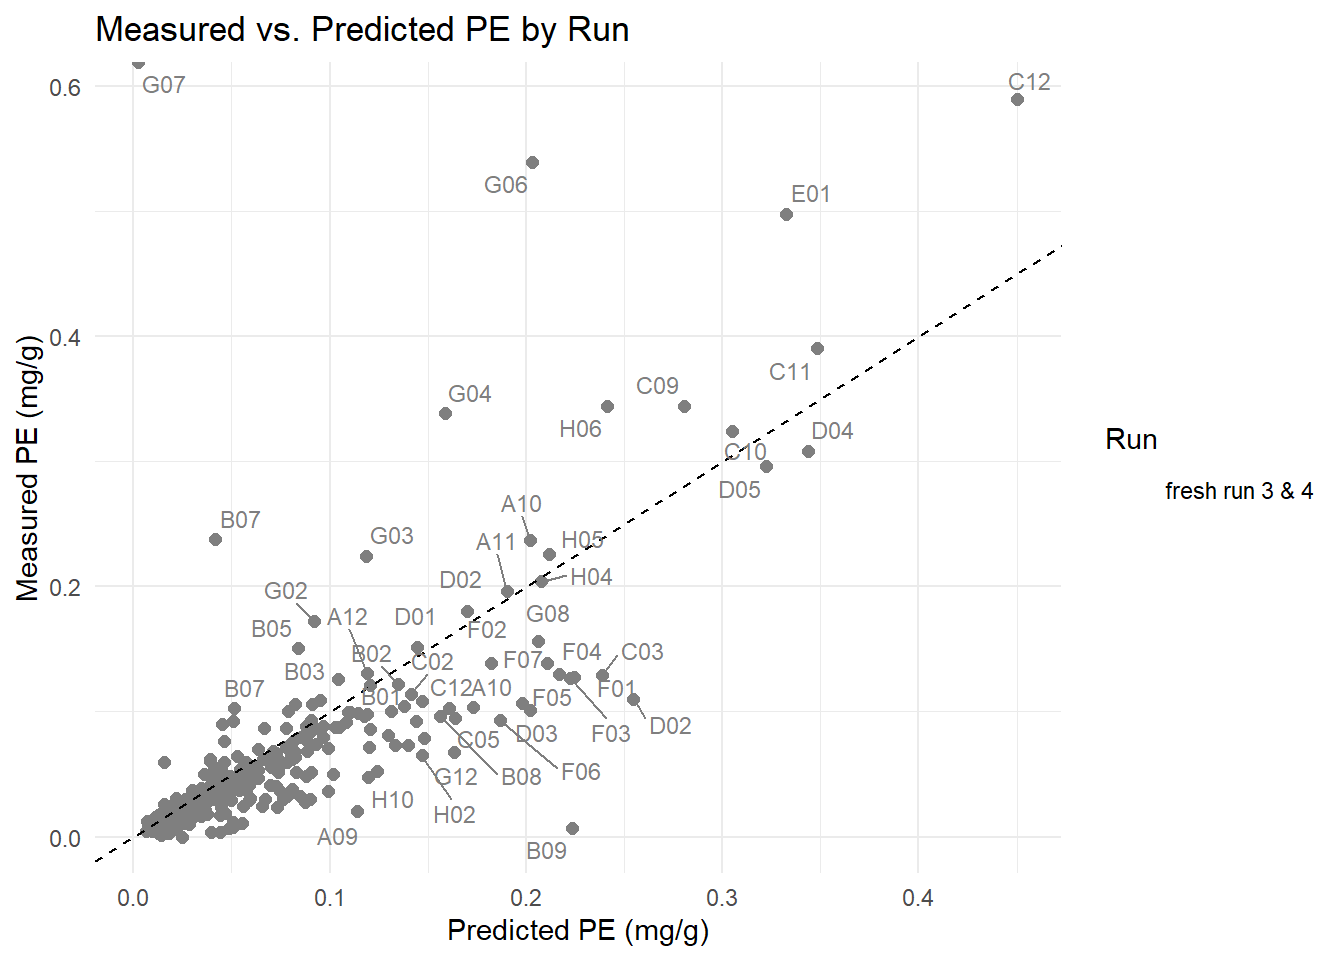 Measured vs. Predicted PE by Run
G07
C12
0.6
G06
E01
Measured PE (mg/g)
0.4
C11
C09
G04
H06
D04
C10
D05
Run
fresh run 3 & 4
A10
B07
G03
A11
H05
D02
H04
0.2
G02
A12
D01
G08
B05
F02
B02
C02
F07
F04
C03
B03
B07
B01
C12
A10
F05
F01
D03
F03
D02
C05
G12
B08
F06
H10
H02
A09
B09
0.0
0.0
0.1
0.2
0.3
0.4
Predicted PE (mg/g)